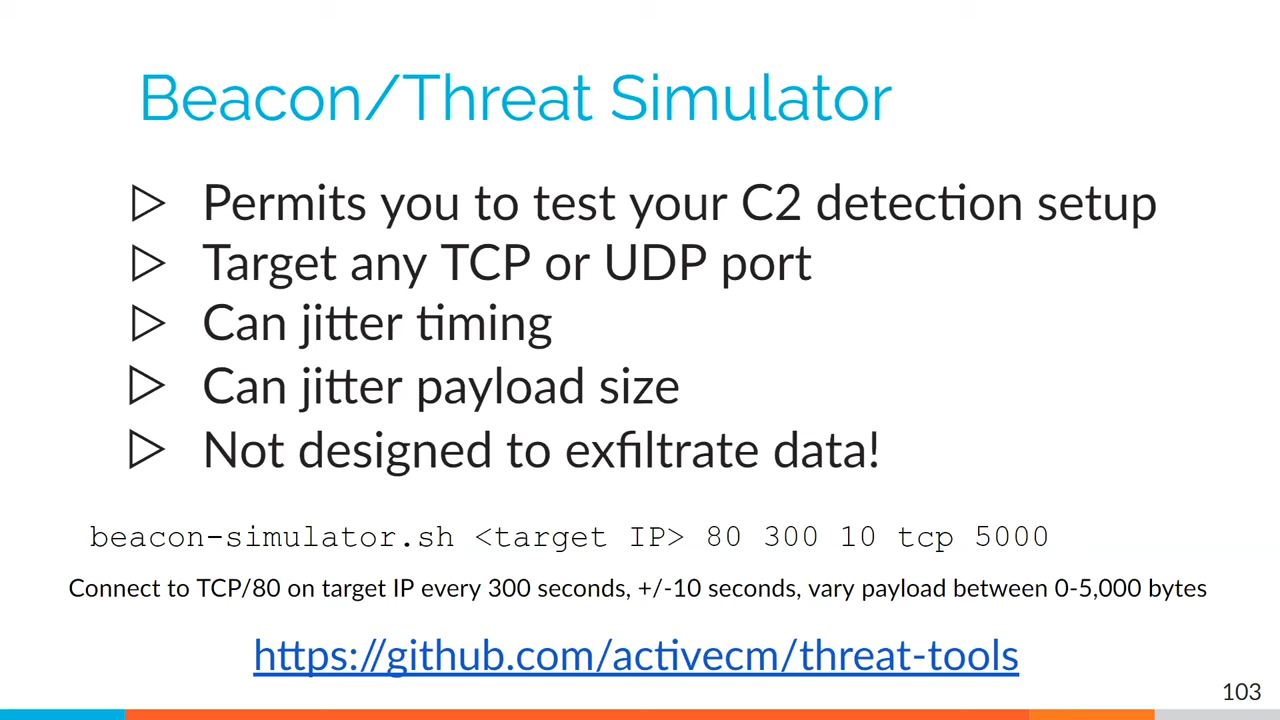 Beacon/Threat Simulator
▷ Permits you to test your C2 detection setup
▷ Target any TCP or UDP port
▷ Can jitter timing
▷ Can jitter payload size
▷ Not designed to exfiltrate data!
beacon-simulator.sh <target IP> 80 300 10 tcp 5000
Connect to TCP/80 on target IP every 300 seconds, +/-10 seconds, vary payload between 0-5,000 bytes
https://github.com/activecm/threat-tools
103